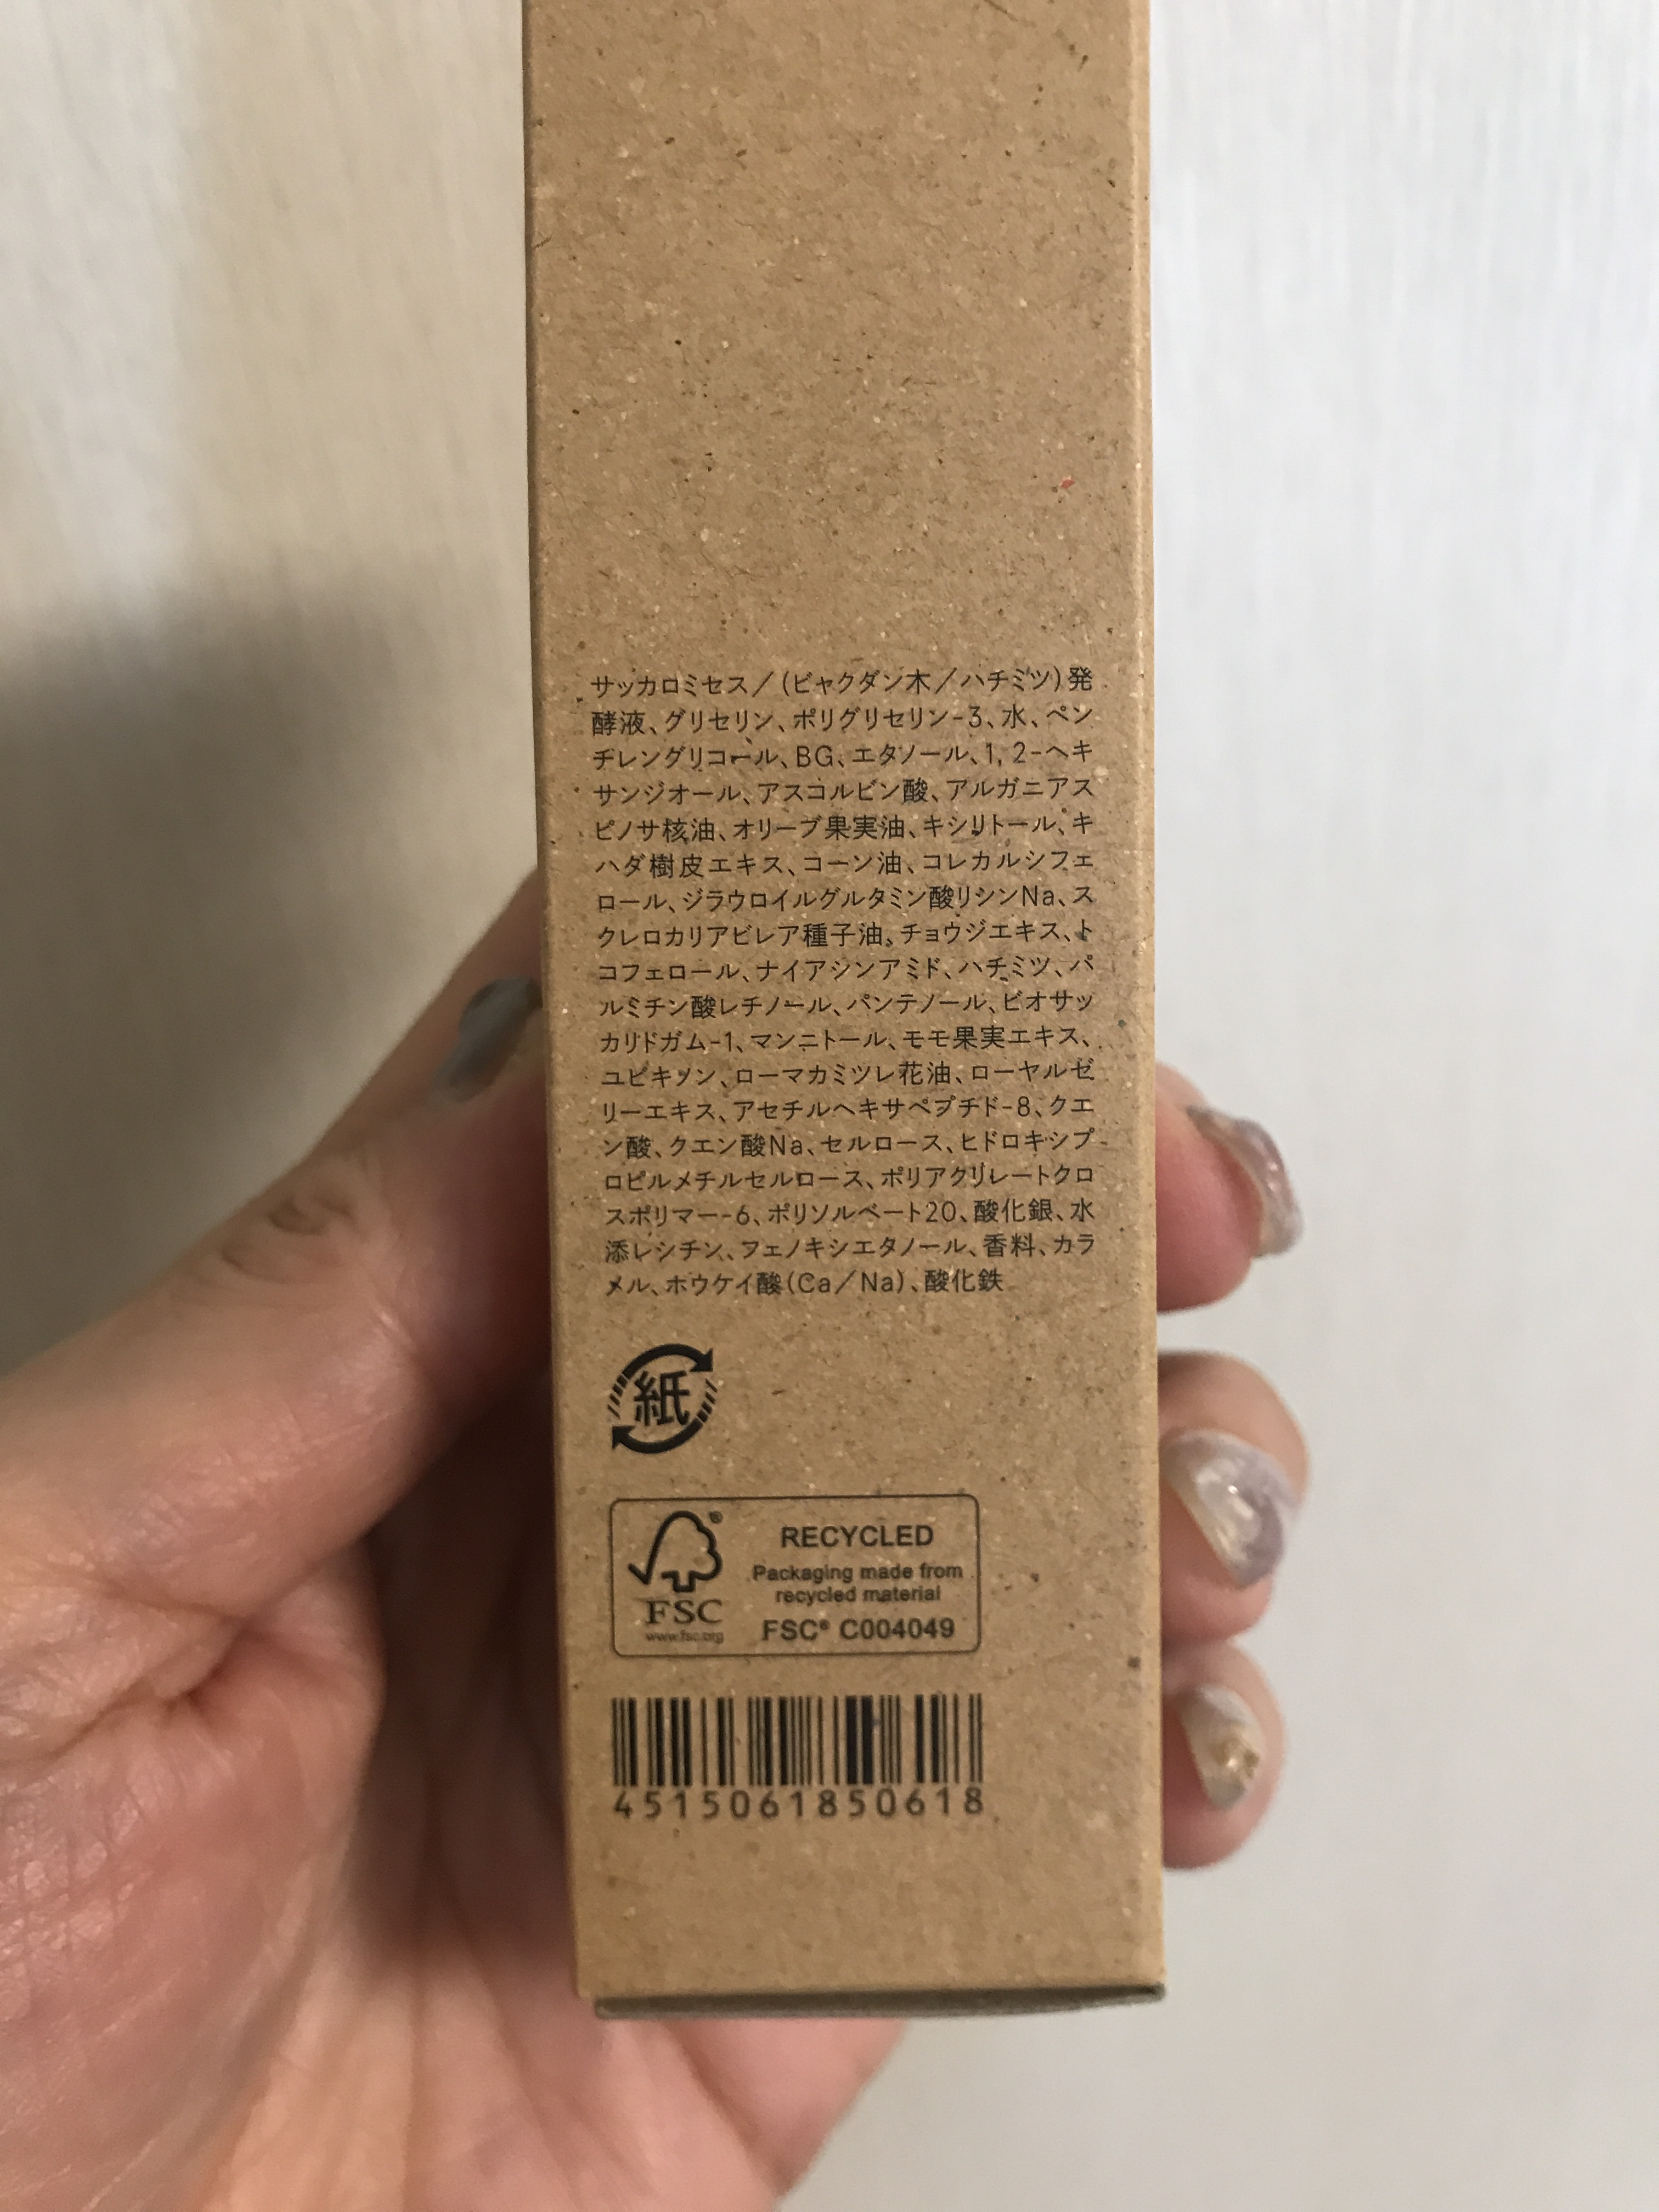 サッカロミセス／(ビャクダン木／ハチミツ)発
酵液、グリセリン、ポリグリセリン-3、水、ペン
チレングリコール、BG、エタノール、1, 2-ヘキ
サンジオール、アスコルビン酸、アルガニアス
ピノサ核油、オリーブ果実油、キシリトール、キ
ハダ樹皮エキス、コーン油、コレカルシフェ
ロール、ジラウロイルグルタミン酸リシンNa、ス
クレロカリアビレア種子油、チョウジエキス、ト
コフェロール、ナイアシンアミド、ハチミツ、パ
ルミチン酸レチノール、パンテノール、ビオサッ
カリドガム-1、マンニトール、モモ果実エキス、
ユビキノン、ローマカミツレ花油、ローヤルゼ
リーエキス、アセチルヘキサペプチド-8、クエ
ン酸、クエン酸Na、セルロース、ヒドロキシプ
ロピルメチルセルロース、ポリアクリレートクロ
スポリマー-6、ポリソルベート20、酸化銀、水
添レシチン、フェノキシエタノール、香料、カラ
メル、ホウケイ酸(Ca／Na)、酸化鉄
紙
RECYCLED
Packaging made from
recycled material
FSC® C004049
®
FSC
www.fsc.org
4515061850618